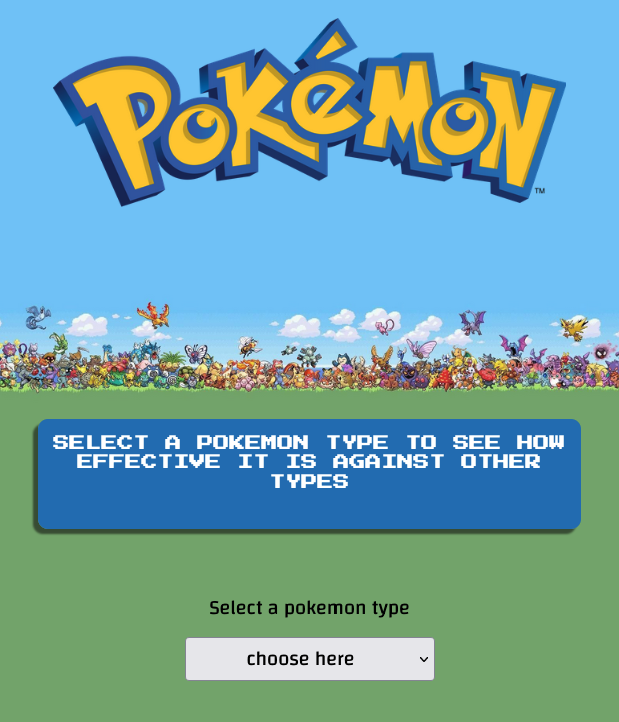 POKéMON
TM
SELECT A POKEMON TYPE TO SEE HOW
EFFECTIVE IT IS AGAINST OTHER
TYPES
Select a pokemon type
choose here